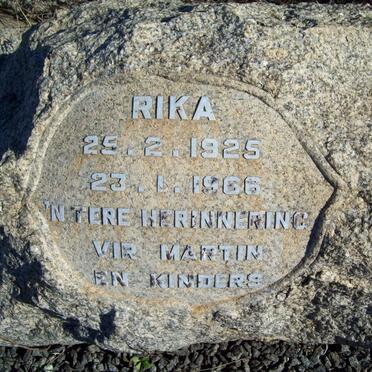 RIKA
25.2.1925
23.1.1966
'N TERE HERINNERING
VIR MARTIN
EN KINDERS